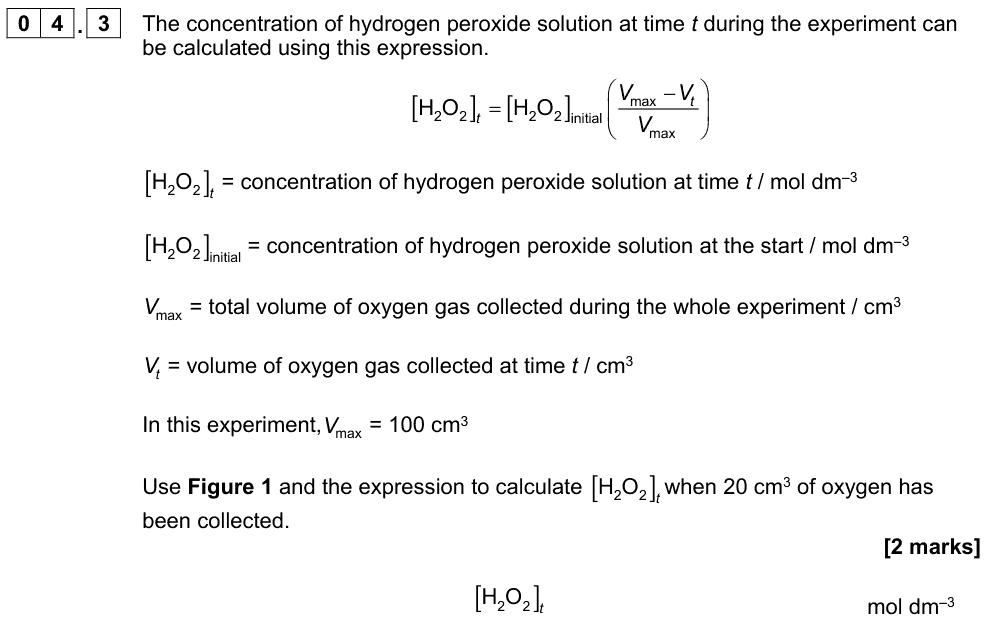 04.3 The concentration of hydrogen peroxide solution at time t during the experiment can
be calculated using this expression.
[H₂O₂]ₜ = [H₂O₂]initial (Vmax − Vₜ / Vmax)
[H₂O₂]ₜ = concentration of hydrogen peroxide solution at time t / mol dm⁻³
[H₂O₂]initial = concentration of hydrogen peroxide solution at the start / mol dm⁻³
Vmax = total volume of oxygen gas collected during the whole experiment / cm³
Vₜ = volume of oxygen gas collected at time t / cm³
In this experiment, Vmax = 100 cm³
Use Figure 1 and the expression to calculate [H₂O₂]ₜ when 20 cm³ of oxygen has
been collected.
[2 marks]
[H₂O₂]ₜ mol dm⁻³